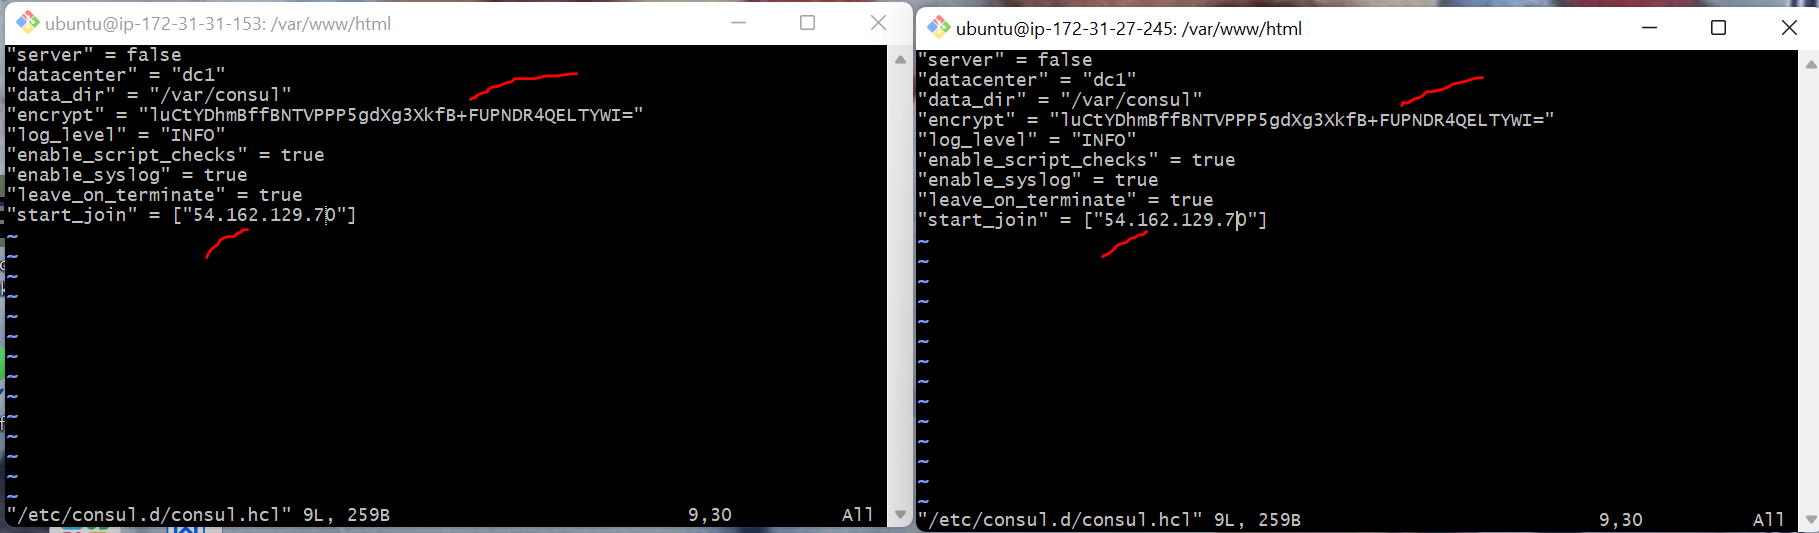 ubuntu@ip-172-31-31-153: /var/www/html
"server" = false
"datacenter" = "dc1"
"data_dir" = "/var/consul"
"encrypt" = "luCtYDhmBffBNTVPPP5gdXg3XkfB+FUPNDR4QELTYWI="
"log_level" = "INFO"
"enable_script_checks" = true
"enable_syslog" = true
"leave_on_terminate" = true
"start_join" = ["54.162.129.70"]
~
~
~
~
~
~
~
~
~
~
~
~
~
~
"/etc/consul.d/consul.hcl" 9L, 259B 9,30 All
ubuntu@ip-172-31-27-245: /var/www/html
"server" = false
"datacenter" = "dc1"
"data_dir" = "/var/consul"
"encrypt" = "luCtYDhmBffBNTVPPP5gdXg3XkfB+FUPNDR4QELTYWI="
"log_level" = "INFO"
"enable_script_checks" = true
"enable_syslog" = true
"leave_on_terminate" = true
"start_join" = ["54.162.129.70"]
~
~
~
~
~
~
~
~
~
~
~
~
~
~
"/etc/consul.d/consul.hcl" 9L, 259B 9,30 All